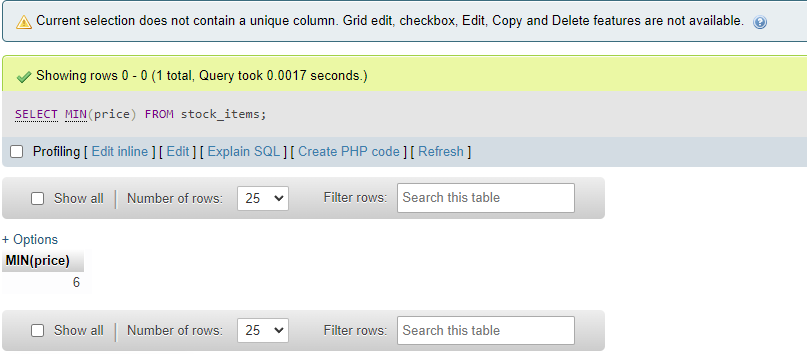 Current selection does not contain a unique column. Grid edit, checkbox, Edit, Copy and Delete features are not available.
Showing rows 0 - 0 (1 total, Query took 0.0017 seconds.)
SELECT MIN(price) FROM stock_items;
Profiling [ Edit inline ] [ Edit ] [ Explain SQL ] [ Create PHP code ] [ Refresh ]
Show all Number of rows: 25 Filter rows: Search this table
+ Options
MIN(price)
6
Show all Number of rows: 25 Filter rows: Search this table